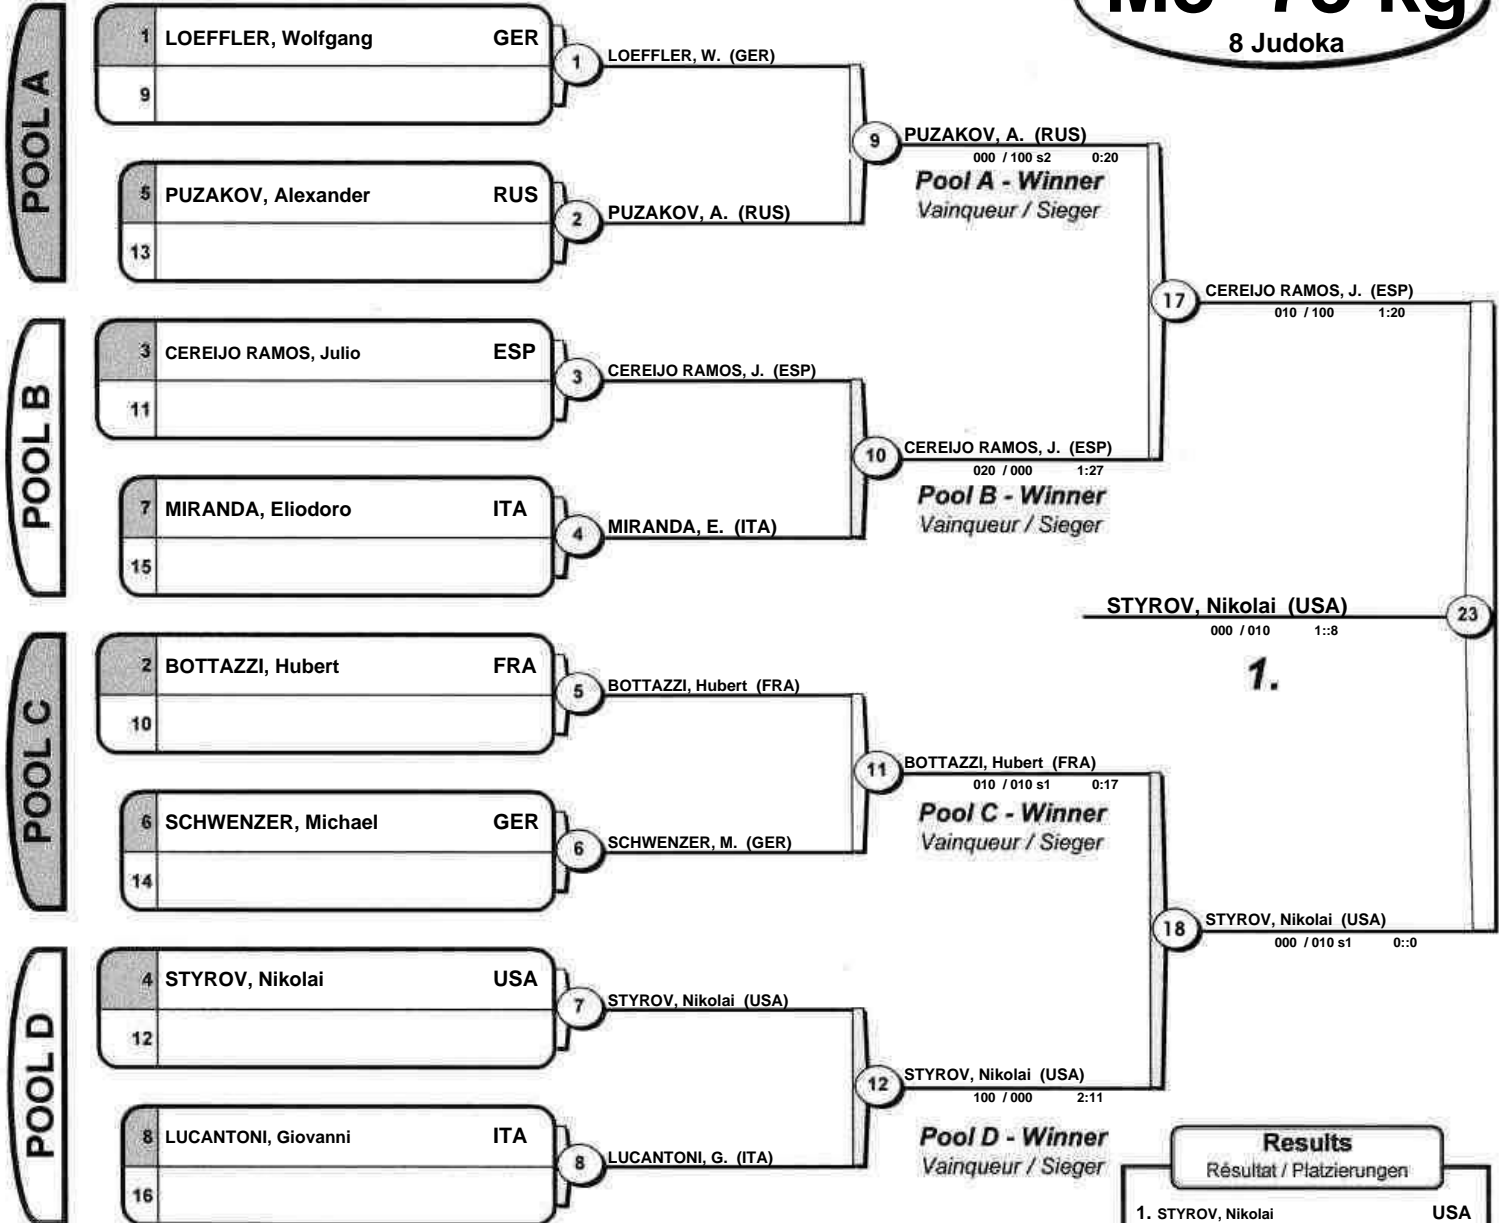 8 Judoka
POOL A
1 LOEFFLER, Wolfgang GER
9
1
LOEFFLER, W. (GER)
5 PUZAKOV, Alexander RUS
13
2
PUZAKOV, A. (RUS)
9
PUZAKOV, A. (RUS)
000 / 100 s2 0:20
Pool A - Winner
Vainqueur / Sieger
POOL B
3 CEREIJO RAMOS, Julio ESP
11
3
CEREIJO RAMOS, J. (ESP)
7 MIRANDA, Eliodoro ITA
15
4
MIRANDA, E. (ITA)
10
CEREIJO RAMOS, J. (ESP)
020 / 000 1:27
Pool B - Winner
Vainqueur / Sieger
17
CEREIJO RAMOS, J. (ESP)
010 / 100 1:20
STYROV, Nikolai (USA)
000 / 010 1::8
23
1.
POOL C
2 BOTTAZZI, Hubert FRA
10
5
BOTTAZZI, Hubert (FRA)
6 SCHWENZER, Michael GER
14
6
SCHWENZER, M. (GER)
11
BOTTAZZI, Hubert (FRA)
010 / 010 s1 0:17
Pool C - Winner
Vainqueur / Sieger
18
STYROV, Nikolai (USA)
000 / 010 s1 0::0
POOL D
4 STYROV, Nikolai USA
12
7
STYROV, Nikolai (USA)
8 LUCANTONI, Giovanni ITA
16
8
LUCANTONI, G. (ITA)
12
STYROV, Nikolai (USA)
100 / 000 2:11
Pool D - Winner
Vainqueur / Sieger
Results
Résultat / Platzierungen
1. STYROV, Nikolai USA